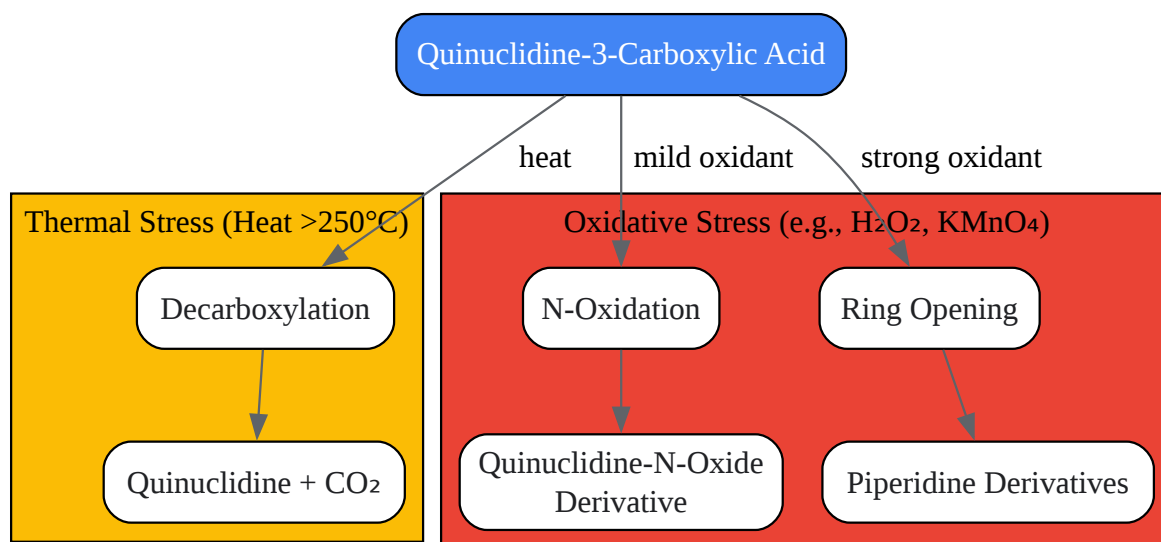 Quinuclidine-3-Carboxylic Acid
heat
mild oxidant
strong oxidant
Thermal Stress (Heat >250°C)
Oxidative Stress (e.g., H₂O₂, KMnO₄)
Decarboxylation
N-Oxidation
Ring Opening
Quinuclidine + CO₂
Quinuclidine-N-Oxide
Derivative
Piperidine Derivatives